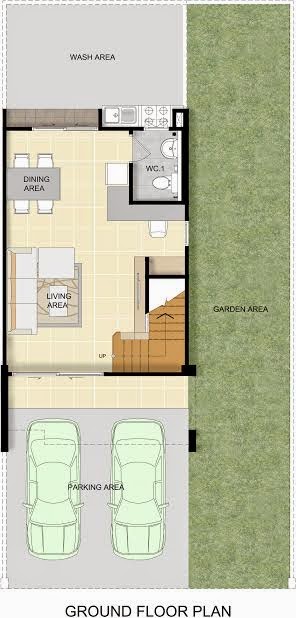 WASH AREA
DINING
AREA
WC.1
LIVING
AREA
GARDEN AREA
UP
PARKING AREA
GROUND FLOOR PLAN